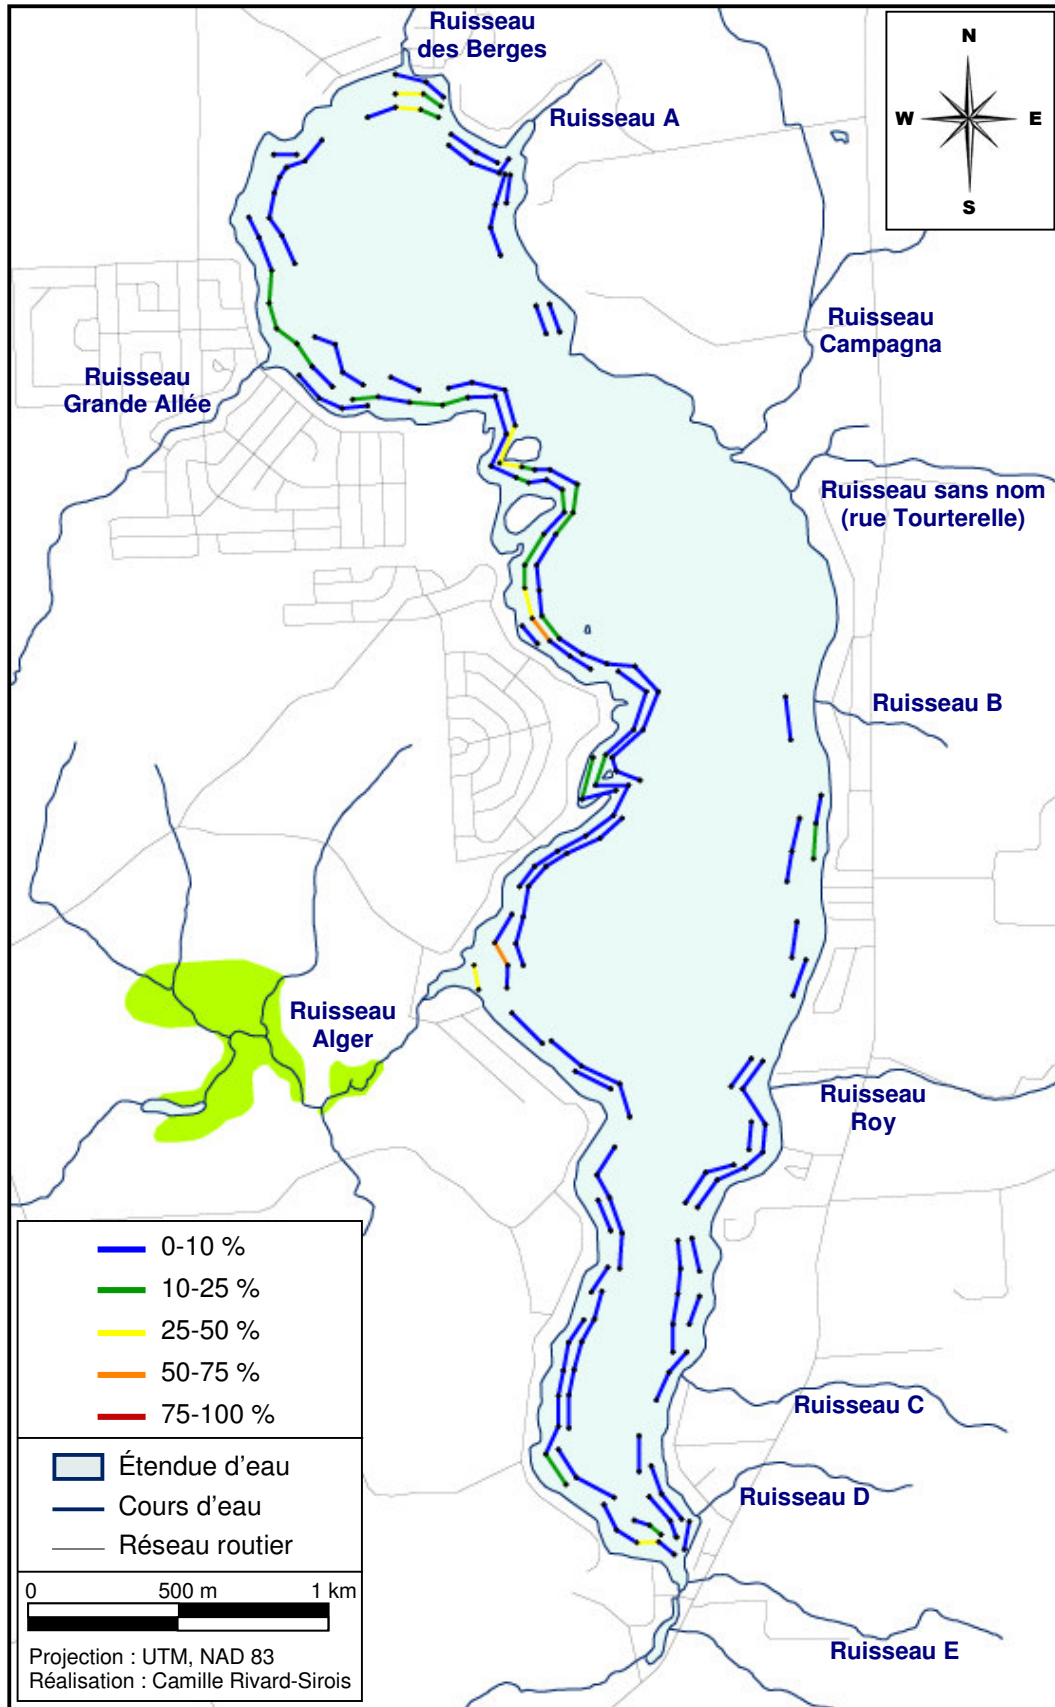 Ruisseau
des Berges
Ruisseau A
N
W
E
S
Ruisseau
Campagna
Ruisseau
Grande Allée
Ruisseau sans nom
(rue Tourterelle)
Ruisseau B
Ruisseau
Alger
Ruisseau
Roy
Ruisseau C
Ruisseau D
Ruisseau E
0-10 %
10-25 %
25-50 %
50-75 %
75-100 %
Étendue d'eau
Cours d'eau
Réseau routier
0 500 m 1 km
Projection : UTM, NAD 83
Réalisation : Camille Rivard-Sirois